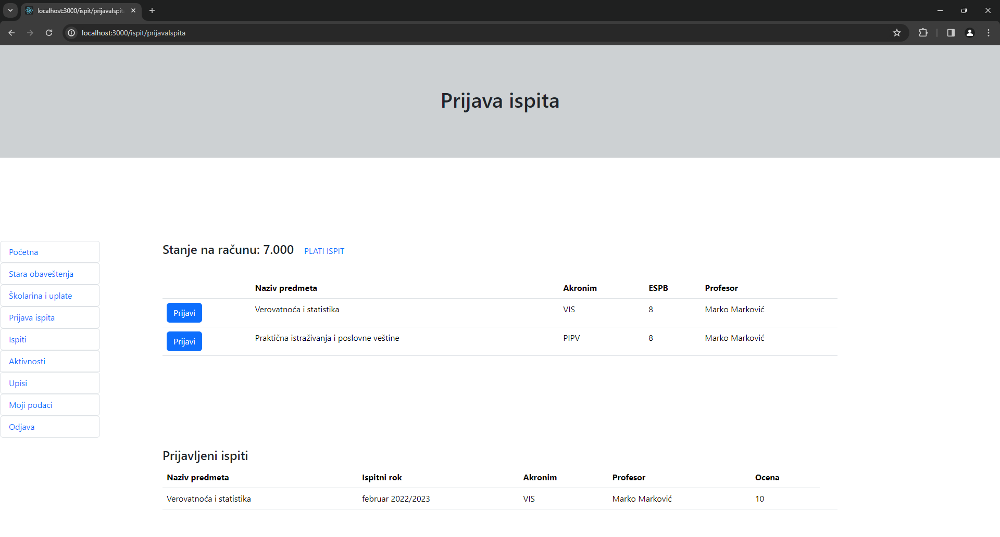 localhost:3000/ispit/prijavaIspit
localhost:3000/ispit/prijavaIspita
Prijava ispita
Početna
Stara obaveštenja
Školarina i uplate
Prijava ispita
Ispiti
Aktivnosti
Upisi
Moji podaci
Odjava
Stanje na računu: 7.000 PLATI ISPIT
Naziv predmeta Akronim ESPB Profesor
Prijavi Verovatnoća i statistika VIS 8 Marko Marković
Prijavi Praktična istraživanja i poslovne veštine PIPV 8 Marko Marković
Prijavljeni ispiti
Naziv predmeta Ispitni rok Akronim Profesor Ocena
Verovatnoća i statistika februar 2022/2023 VIS Marko Marković 10